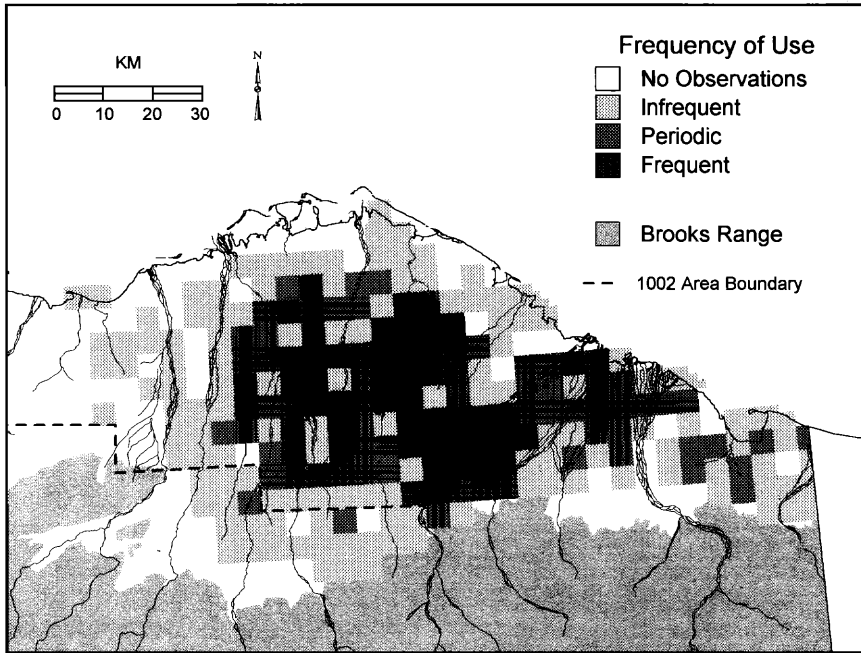 KM
0 10 20 30
N
Frequency of Use
No Observations
Infrequent
Periodic
Frequent
Brooks Range
1002 Area Boundary